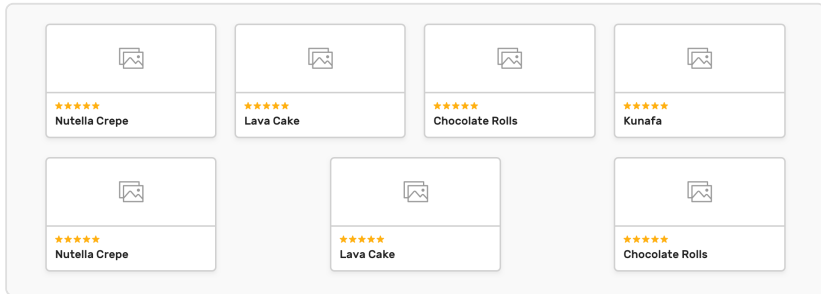 Nutella Crepe
Lava Cake
Chocolate Rolls
Kunafa
Nutella Crepe
Lava Cake
Chocolate Rolls